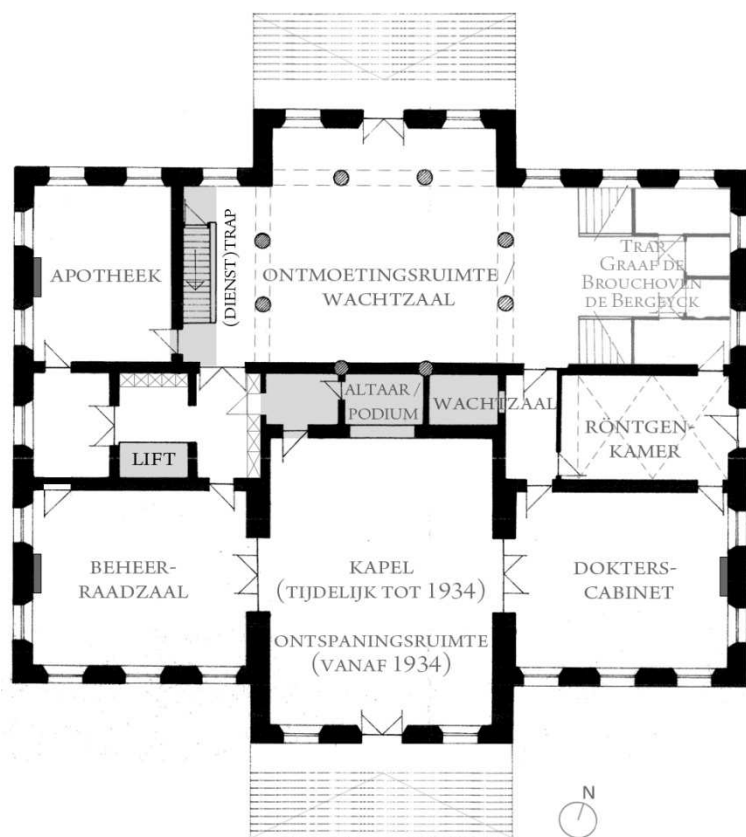 APOTHEEK
(DIENST)TRAP
ONTMOETINGSRUIMTE /
WACHTZAAL
TRAP
GRAAF DE
BROUCHOVEN
DE BERGEYCK
ALTAAR /
PODIUM
WACHTZAAL
RÖNTGEN-
KAMER
LIFT
BEHEER-
RAADZAAL
KAPEL
(TIJDELIJK TOT 1934)
ONTSPANINGSRUIMTE
(VANAF 1934)
DOKTERS-
CABINET
N